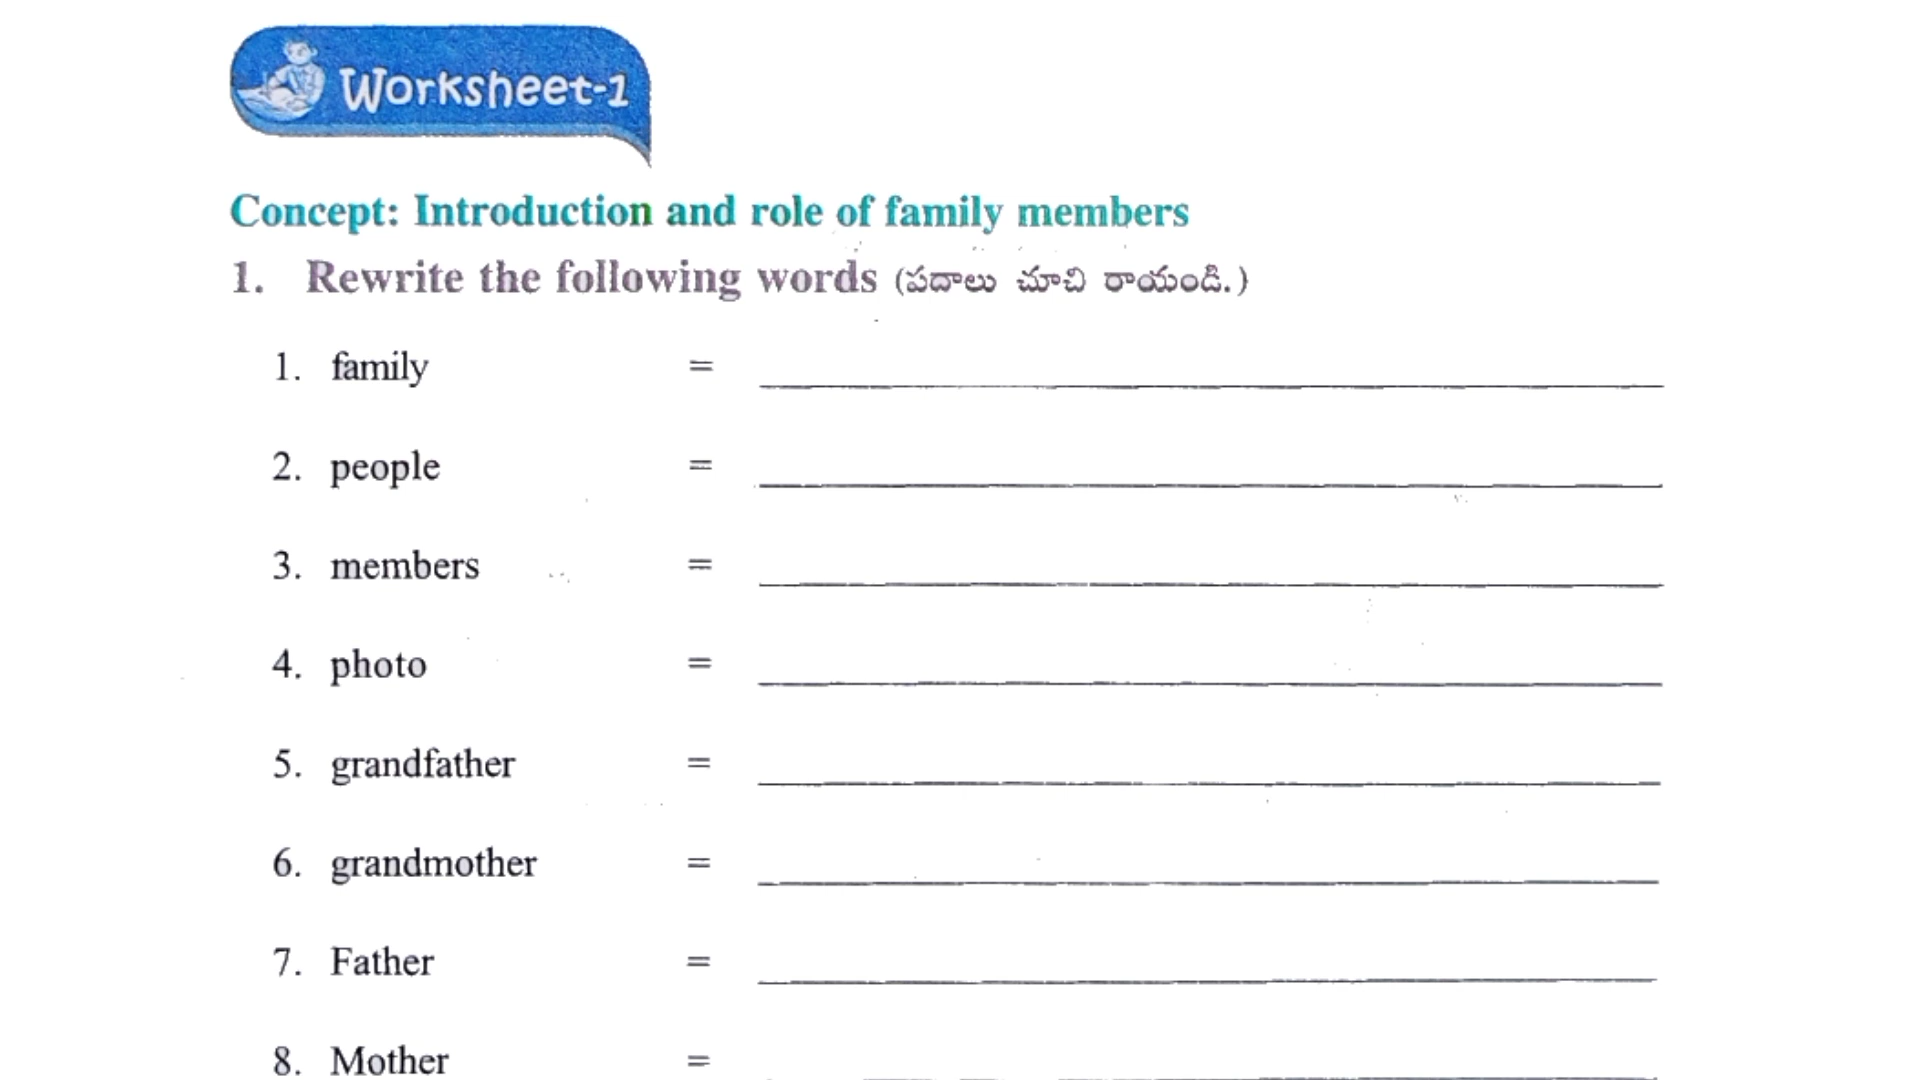 Worksheet-1
Concept: Introduction and role of family members
1. Rewrite the following words (పదాలు చూచి రాయండి.)
1. family =
2. people =
3. members =
4. photo =
5. grandfather =
6. grandmother =
7. Father =
8. Mother =